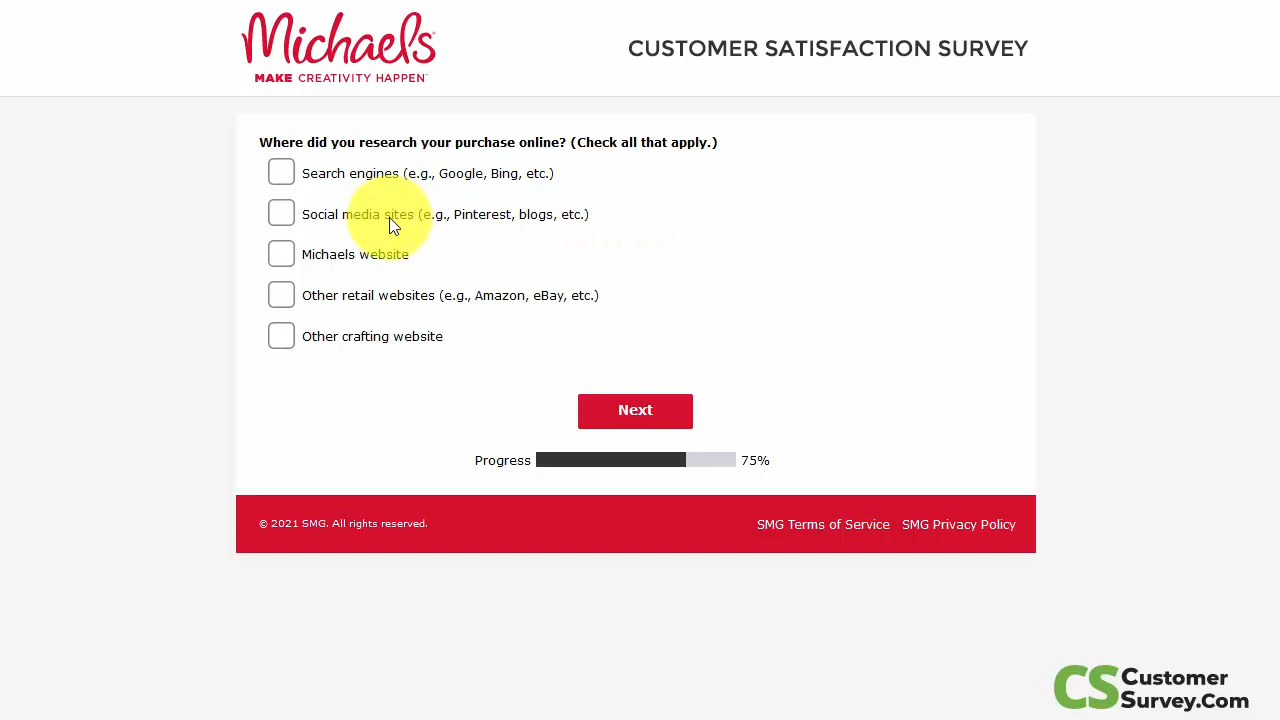 Michaels
MAKE CREATIVITY HAPPEN
CUSTOMER SATISFACTION SURVEY
Where did you research your purchase online? (Check all that apply.)
Search engines (e.g., Google, Bing, etc.)
Social media sites (e.g., Pinterest, blogs, etc.)
Michaels website
Other retail websites (e.g., Amazon, eBay, etc.)
Other crafting website
Next
Progress 75%
© 2021 SMG. All rights reserved.
SMG Terms of Service SMG Privacy Policy
CS Customer
Survey.Com